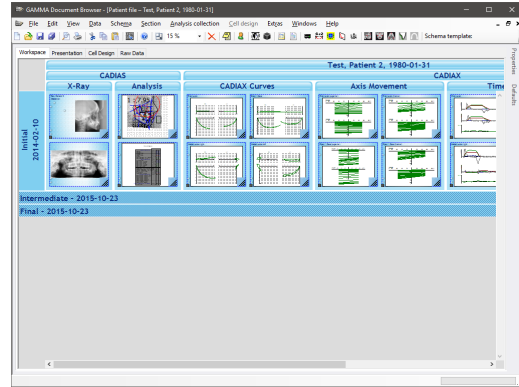 GAMMA Document Browser - [Patient file - Test, Patient 2, 1980-01-31]
File Edit View Data Schema Section Analysis collection Cell design Extras Windows Help
15 % Schema template:
Workspace Presentation Cell Design Raw Data
Properties
Defaults
Test, Patient 2, 1980-01-31
CADIAS CADIAX
X-Ray Analysis CADIAX Curves Axis Movement Time
Initial
2014-02-10
Intermediate - 2015-10-23
Final - 2015-10-23